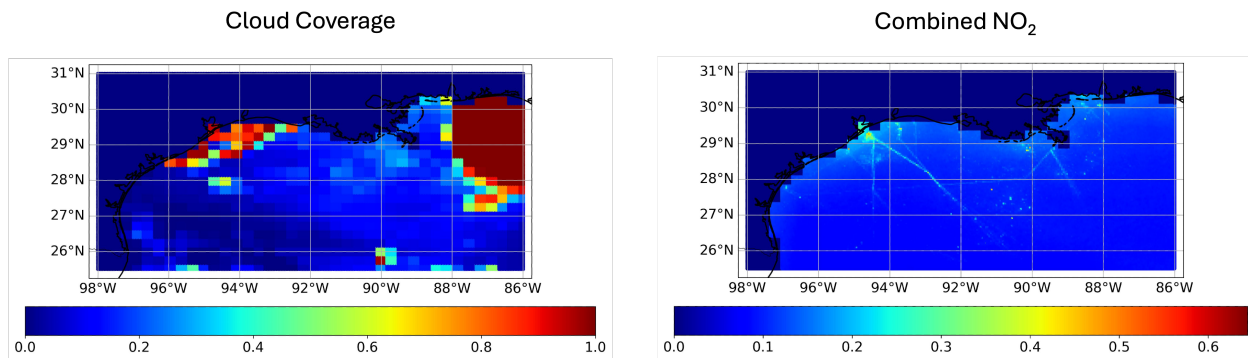 Cloud Coverage
Combined NO₂
31°N
30°N
29°N
28°N
27°N
26°N
98°W 96°W 94°W 92°W 90°W 88°W 86°W
0.0 0.2 0.4 0.6 0.8 1.0
31°N
30°N
29°N
28°N
27°N
26°N
98°W 96°W 94°W 92°W 90°W 88°W 86°W
0.0 0.1 0.2 0.3 0.4 0.5 0.6